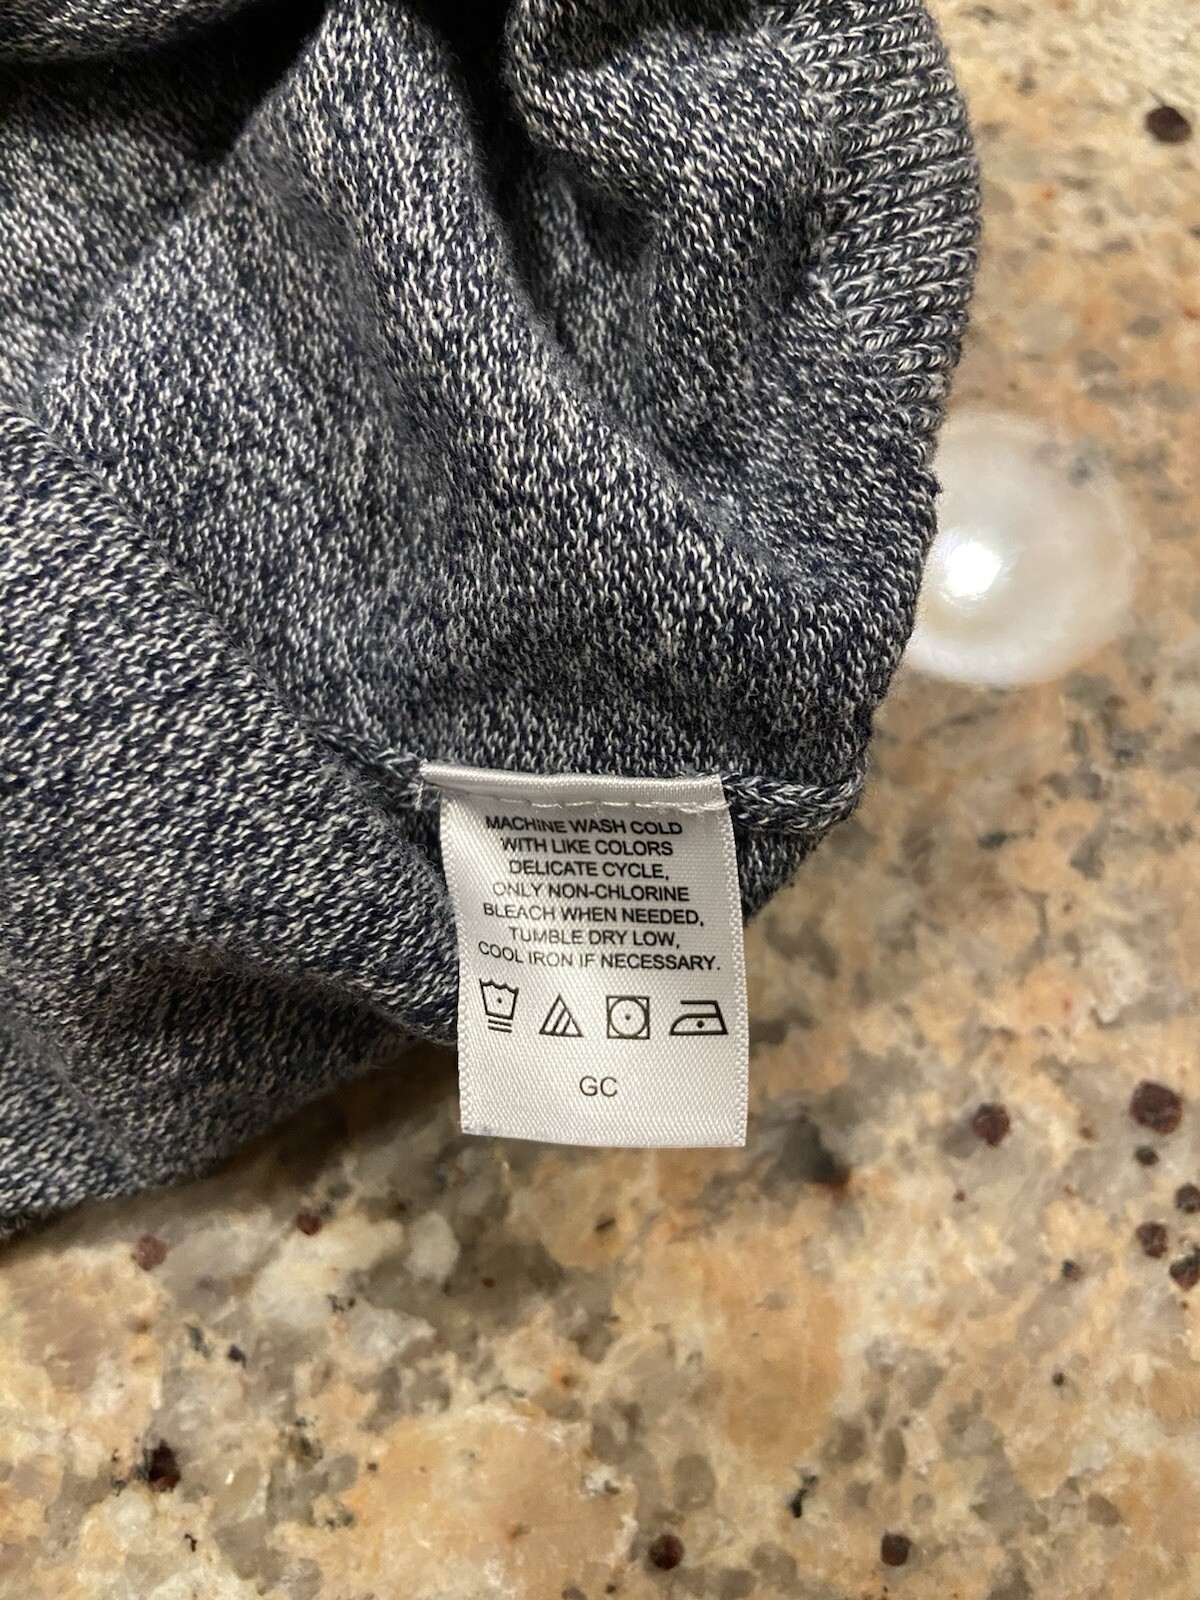 MACHINE WASH COLD
WITH LIKE COLORS
DELICATE CYCLE,
ONLY NON-CHLORINE
BLEACH WHEN NEEDED,
TUMBLE DRY LOW,
COOL IRON IF NECESSARY.
GC